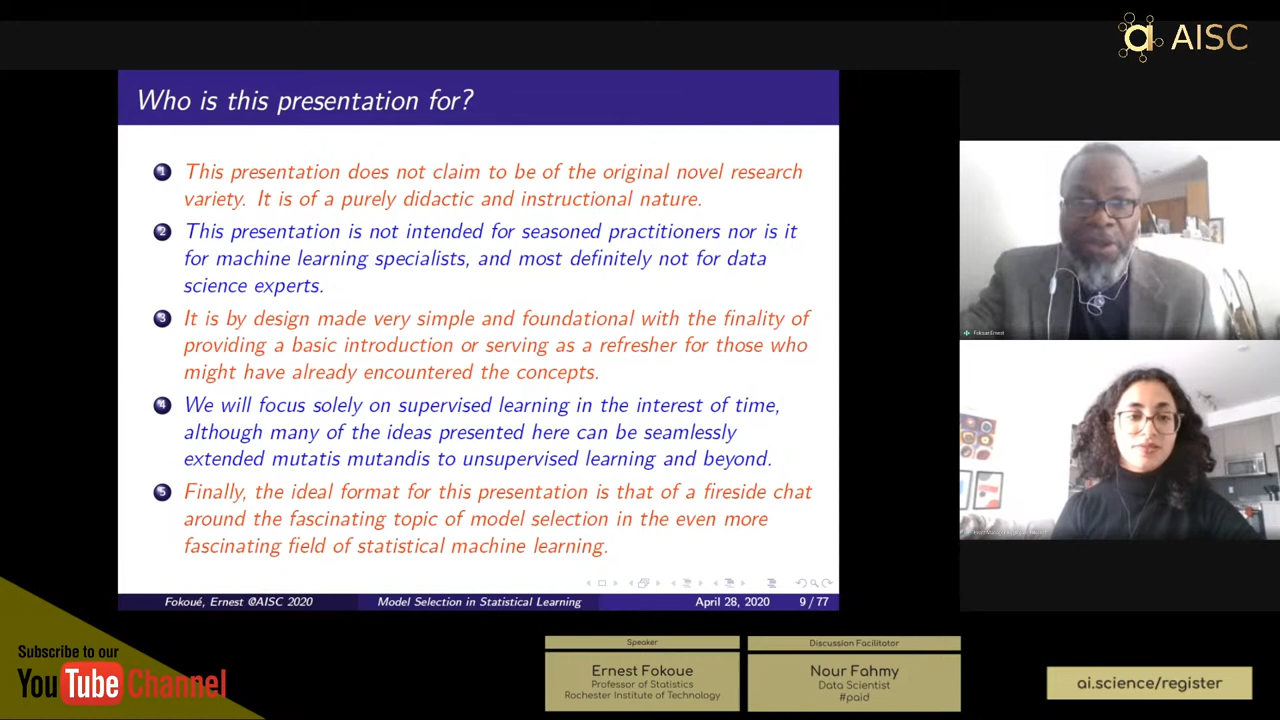 AISC
Who is this presentation for?
1 This presentation does not claim to be of the original novel research
variety. It is of a purely didactic and instructional nature.
2 This presentation is not intended for seasoned practitioners nor is it
for machine learning specialists, and most definitely not for data
science experts.
3 It is by design made very simple and foundational with the finality of
providing a basic introduction or serving as a refresher for those who
might have already encountered the concepts.
4 We will focus solely on supervised learning in the interest of time,
although many of the ideas presented here can be seamlessly
extended mutatis mutandis to unsupervised learning and beyond.
5 Finally, the ideal format for this presentation is that of a fireside chat
around the fascinating topic of model selection in the even more
fascinating field of statistical machine learning.
Fokoué, Ernest @AISC 2020 Model Selection in Statistical Learning April 28, 2020 9 / 77
Fokoue Ernest
Subscribe to our
YouTube Channel
Speaker
Ernest Fokoue
Professor of Statistics
Rochester Institute of Technology
Discussion Facilitator
Nour Fahmy
Data Scientist
#paid
ai.science/register